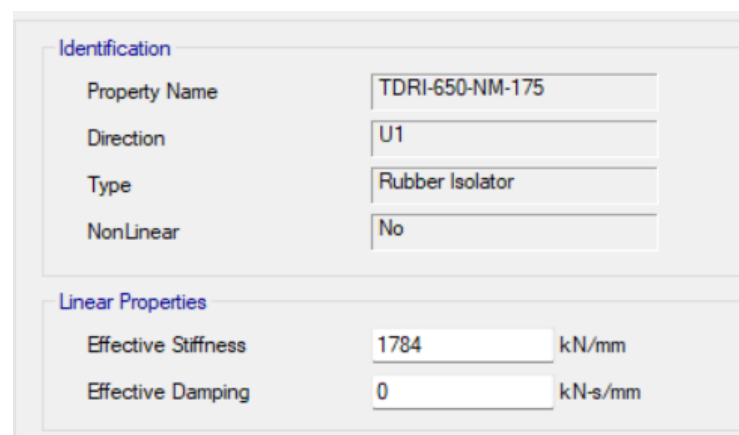 Identification
Property Name TDRI-650-NM-175
Direction U1
Type Rubber Isolator
NonLinear No
Linear Properties
Effective Stiffness 1784 kN/mm
Effective Damping 0 kN-s/mm